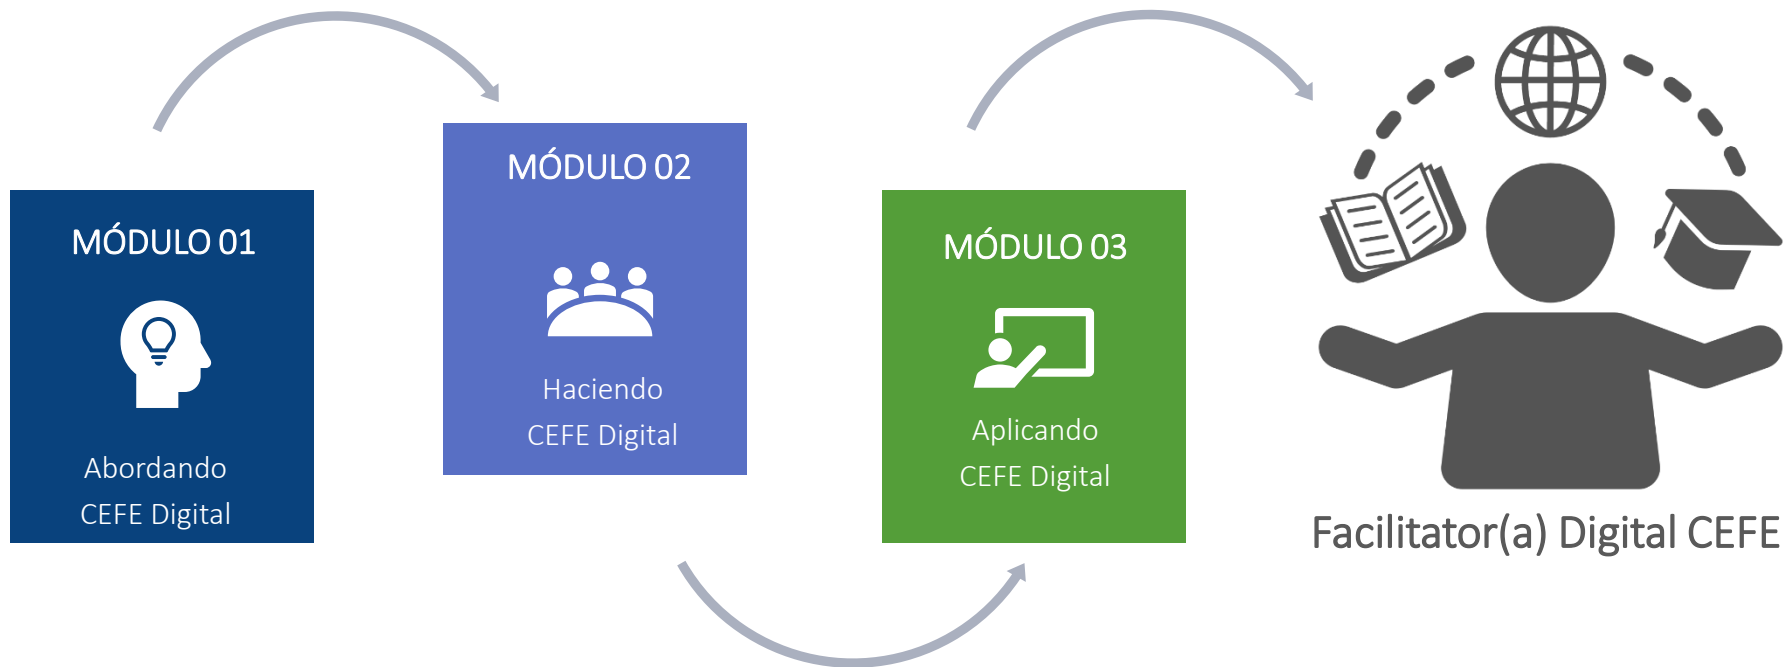 MÓDULO 01
Abordando
CEFE Digital
MÓDULO 02
Haciendo
CEFE Digital
MÓDULO 03
Aplicando
CEFE Digital
Facilitator(a) Digital CEFE